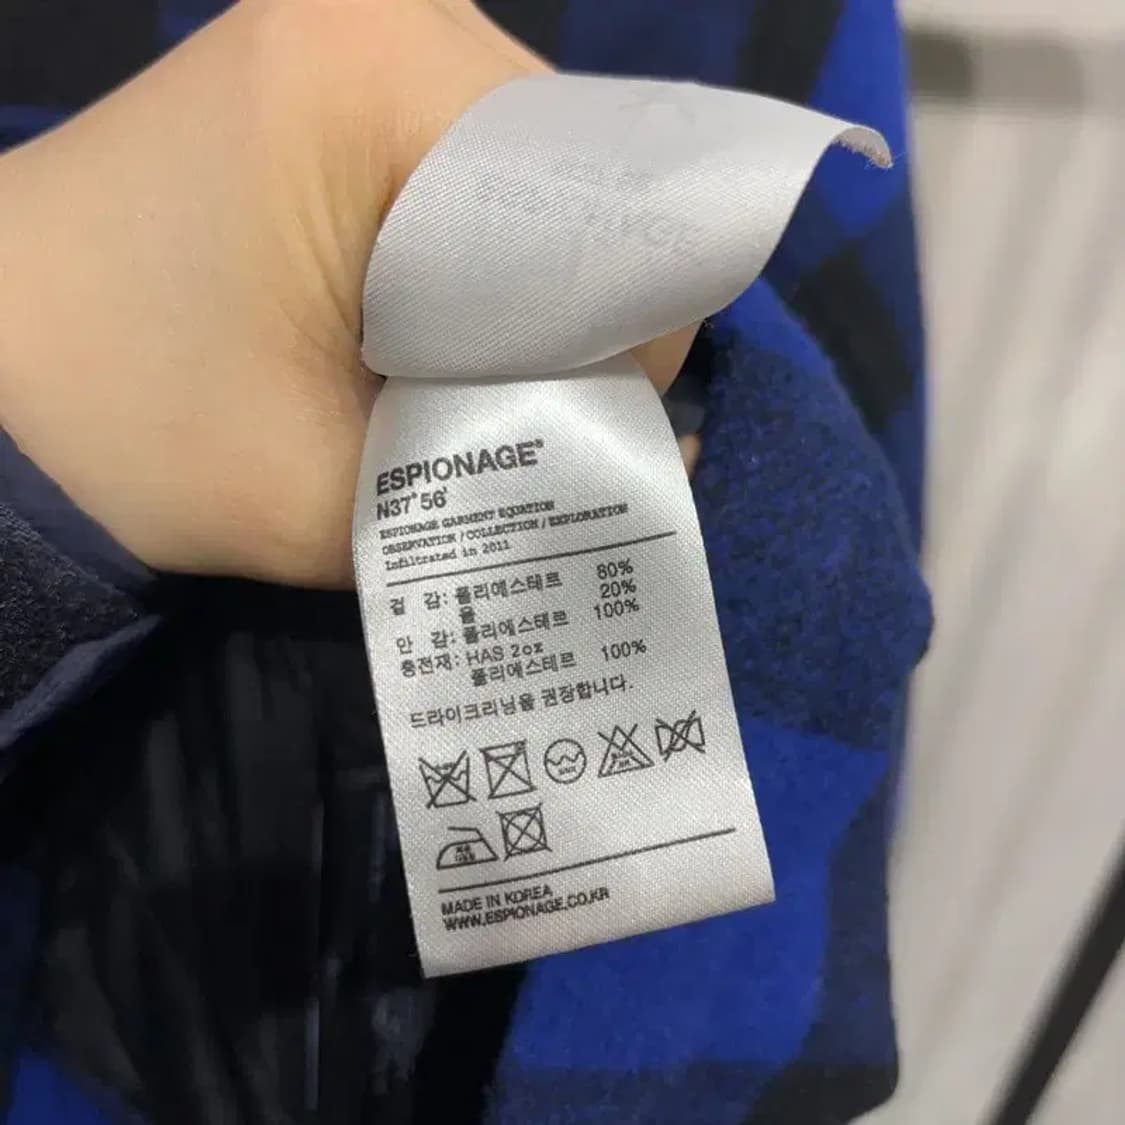 ESPIONAGE®
N37°56'
ESPIONAGE GARMENT EQUATION
OBSERVATION / COLLECTION / EXPLORATION
Infiltrated in 2011
겉 감: 폴리에스테르 80%
울 20%
안 감: 폴리에스테르 100%
충전재: HAS 2oz
폴리에스테르 100%
드라이크리닝을 권장합니다.
MADE IN KOREA
WWW.ESPIONAGE.CO.KR